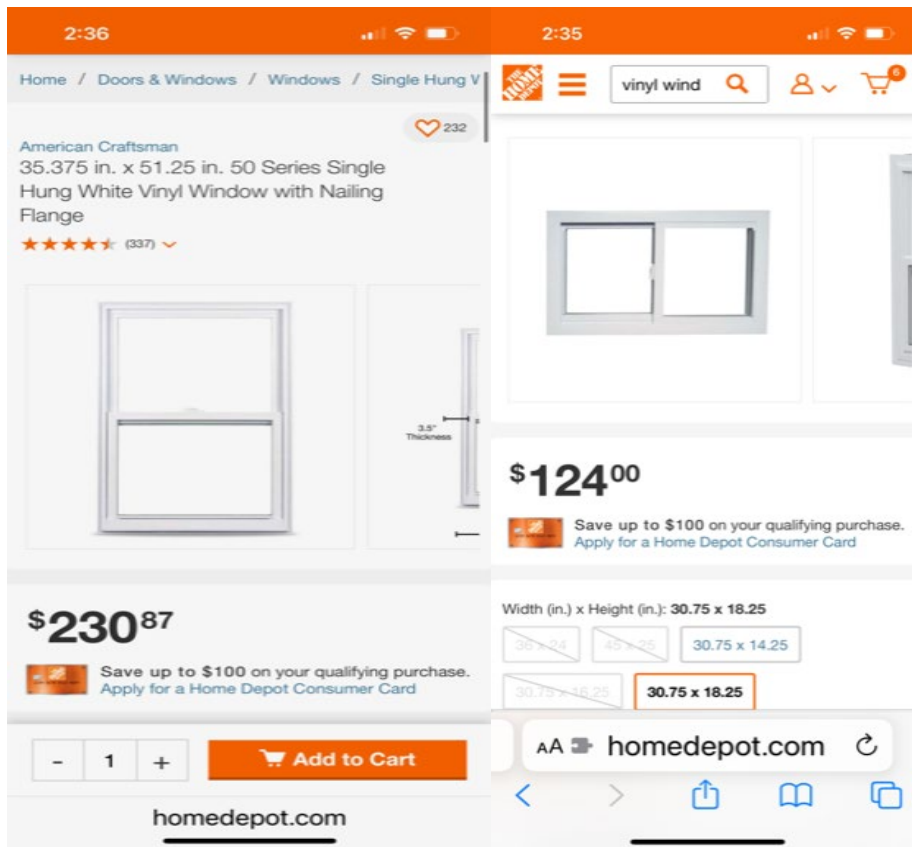 2:36
Home / Doors & Windows / Windows / Single Hung
232
American Craftsman
35.375 in. x 51.25 in. 50 Series Single
Hung White Vinyl Window with Nailing
Flange
(337)
3.5"
Thickness
$230 87
Save up to $100 on your qualifying purchase.
Apply for a Home Depot Consumer Card
- 1 +
Add to Cart
homedepot.com
2:35
THE HOME DEPOT
vinyl wind
6
$124 00
Save up to $100 on your qualifying purchase.
Apply for a Home Depot Consumer Card
Width (in.) x Height (in.): 30.75 x 18.25
36 x 24
45 x 25
30.75 x 14.25
30.75 x 16.25
30.75 x 18.25
AA
homedepot.com